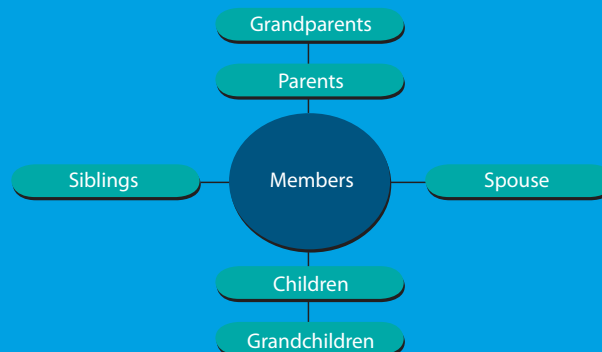 Grandparents
Parents
Siblings
Members
Spouse
Children
Grandchildren